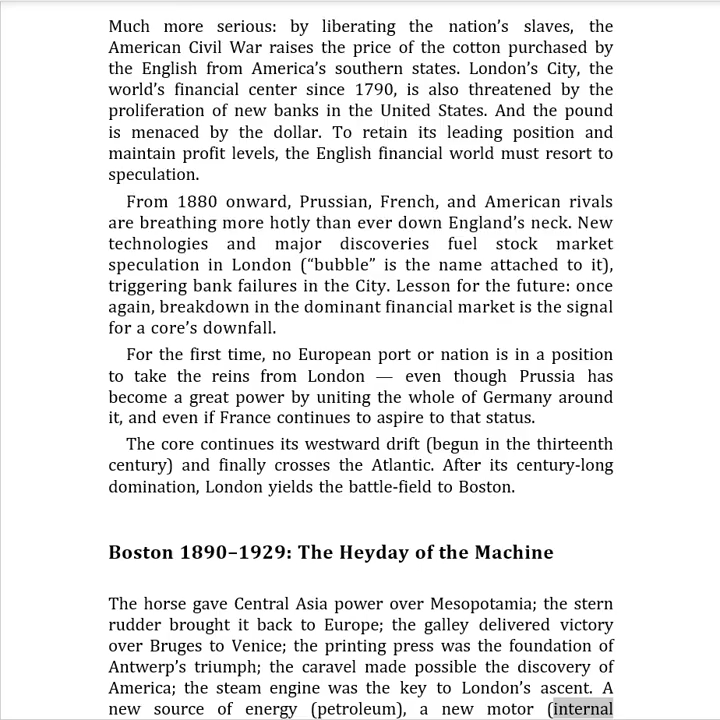 Much more serious: by liberating the nation’s slaves, the
American Civil War raises the price of the cotton purchased by
the English from America’s southern states. London’s City, the
world’s financial center since 1790, is also threatened by the
proliferation of new banks in the United States. And the pound
is menaced by the dollar. To retain its leading position and
maintain profit levels, the English financial world must resort to
speculation.
From 1880 onward, Prussian, French, and American rivals
are breathing more hotly than ever down England’s neck. New
technologies and major discoveries fuel stock market
speculation in London (“bubble” is the name attached to it),
triggering bank failures in the City. Lesson for the future: once
again, breakdown in the dominant financial market is the signal
for a core’s downfall.
For the first time, no European port or nation is in a position
to take the reins from London — even though Prussia has
become a great power by uniting the whole of Germany around
it, and even if France continues to aspire to that status.
The core continues its westward drift (begun in the thirteenth
century) and finally crosses the Atlantic. After its century-long
domination, London yields the battle-field to Boston.
Boston 1890–1929: The Heyday of the Machine
The horse gave Central Asia power over Mesopotamia; the stern
rudder brought it back to Europe; the galley delivered victory
over Bruges to Venice; the printing press was the foundation of
Antwerp’s triumph; the caravel made possible the discovery of
America; the steam engine was the key to London’s ascent. A
new source of energy (petroleum), a new motor (internal